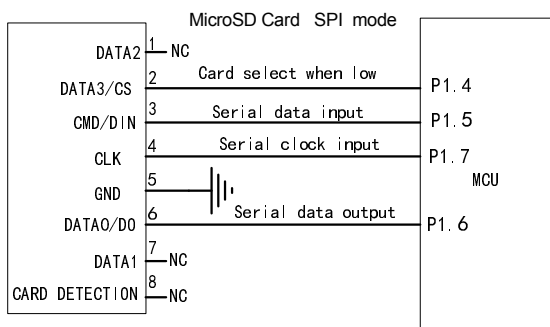 MicroSD Card SPI mode
DATA2 1 NC
DATA3/CS 2 Card select when low P1.4
CMD/DIN 3 Serial data input P1.5
CLK 4 Serial clock input P1.7
GND 5 MCU
DATA0/DO 6 Serial data output P1.6
DATA1 7 NC
CARD DETECTION 8 NC